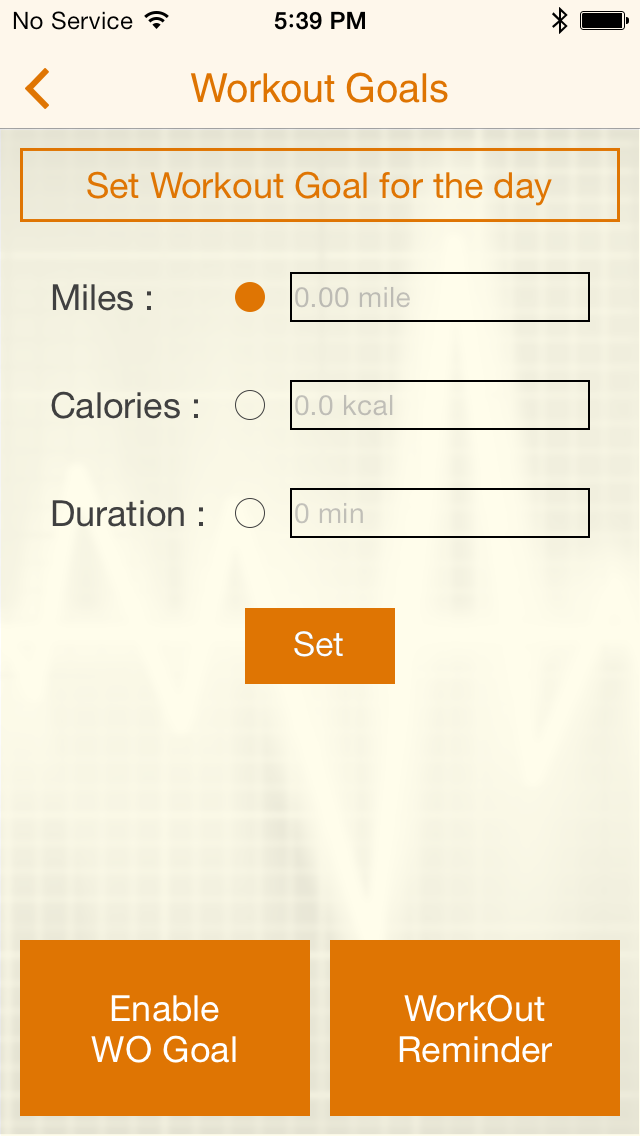 No Service 5:39 PM
Workout Goals
Set Workout Goal for the day
Miles : 0.00 mile
Calories : 0.0 kcal
Duration : 0 min
Set
Enable
WO Goal
WorkOut
Reminder